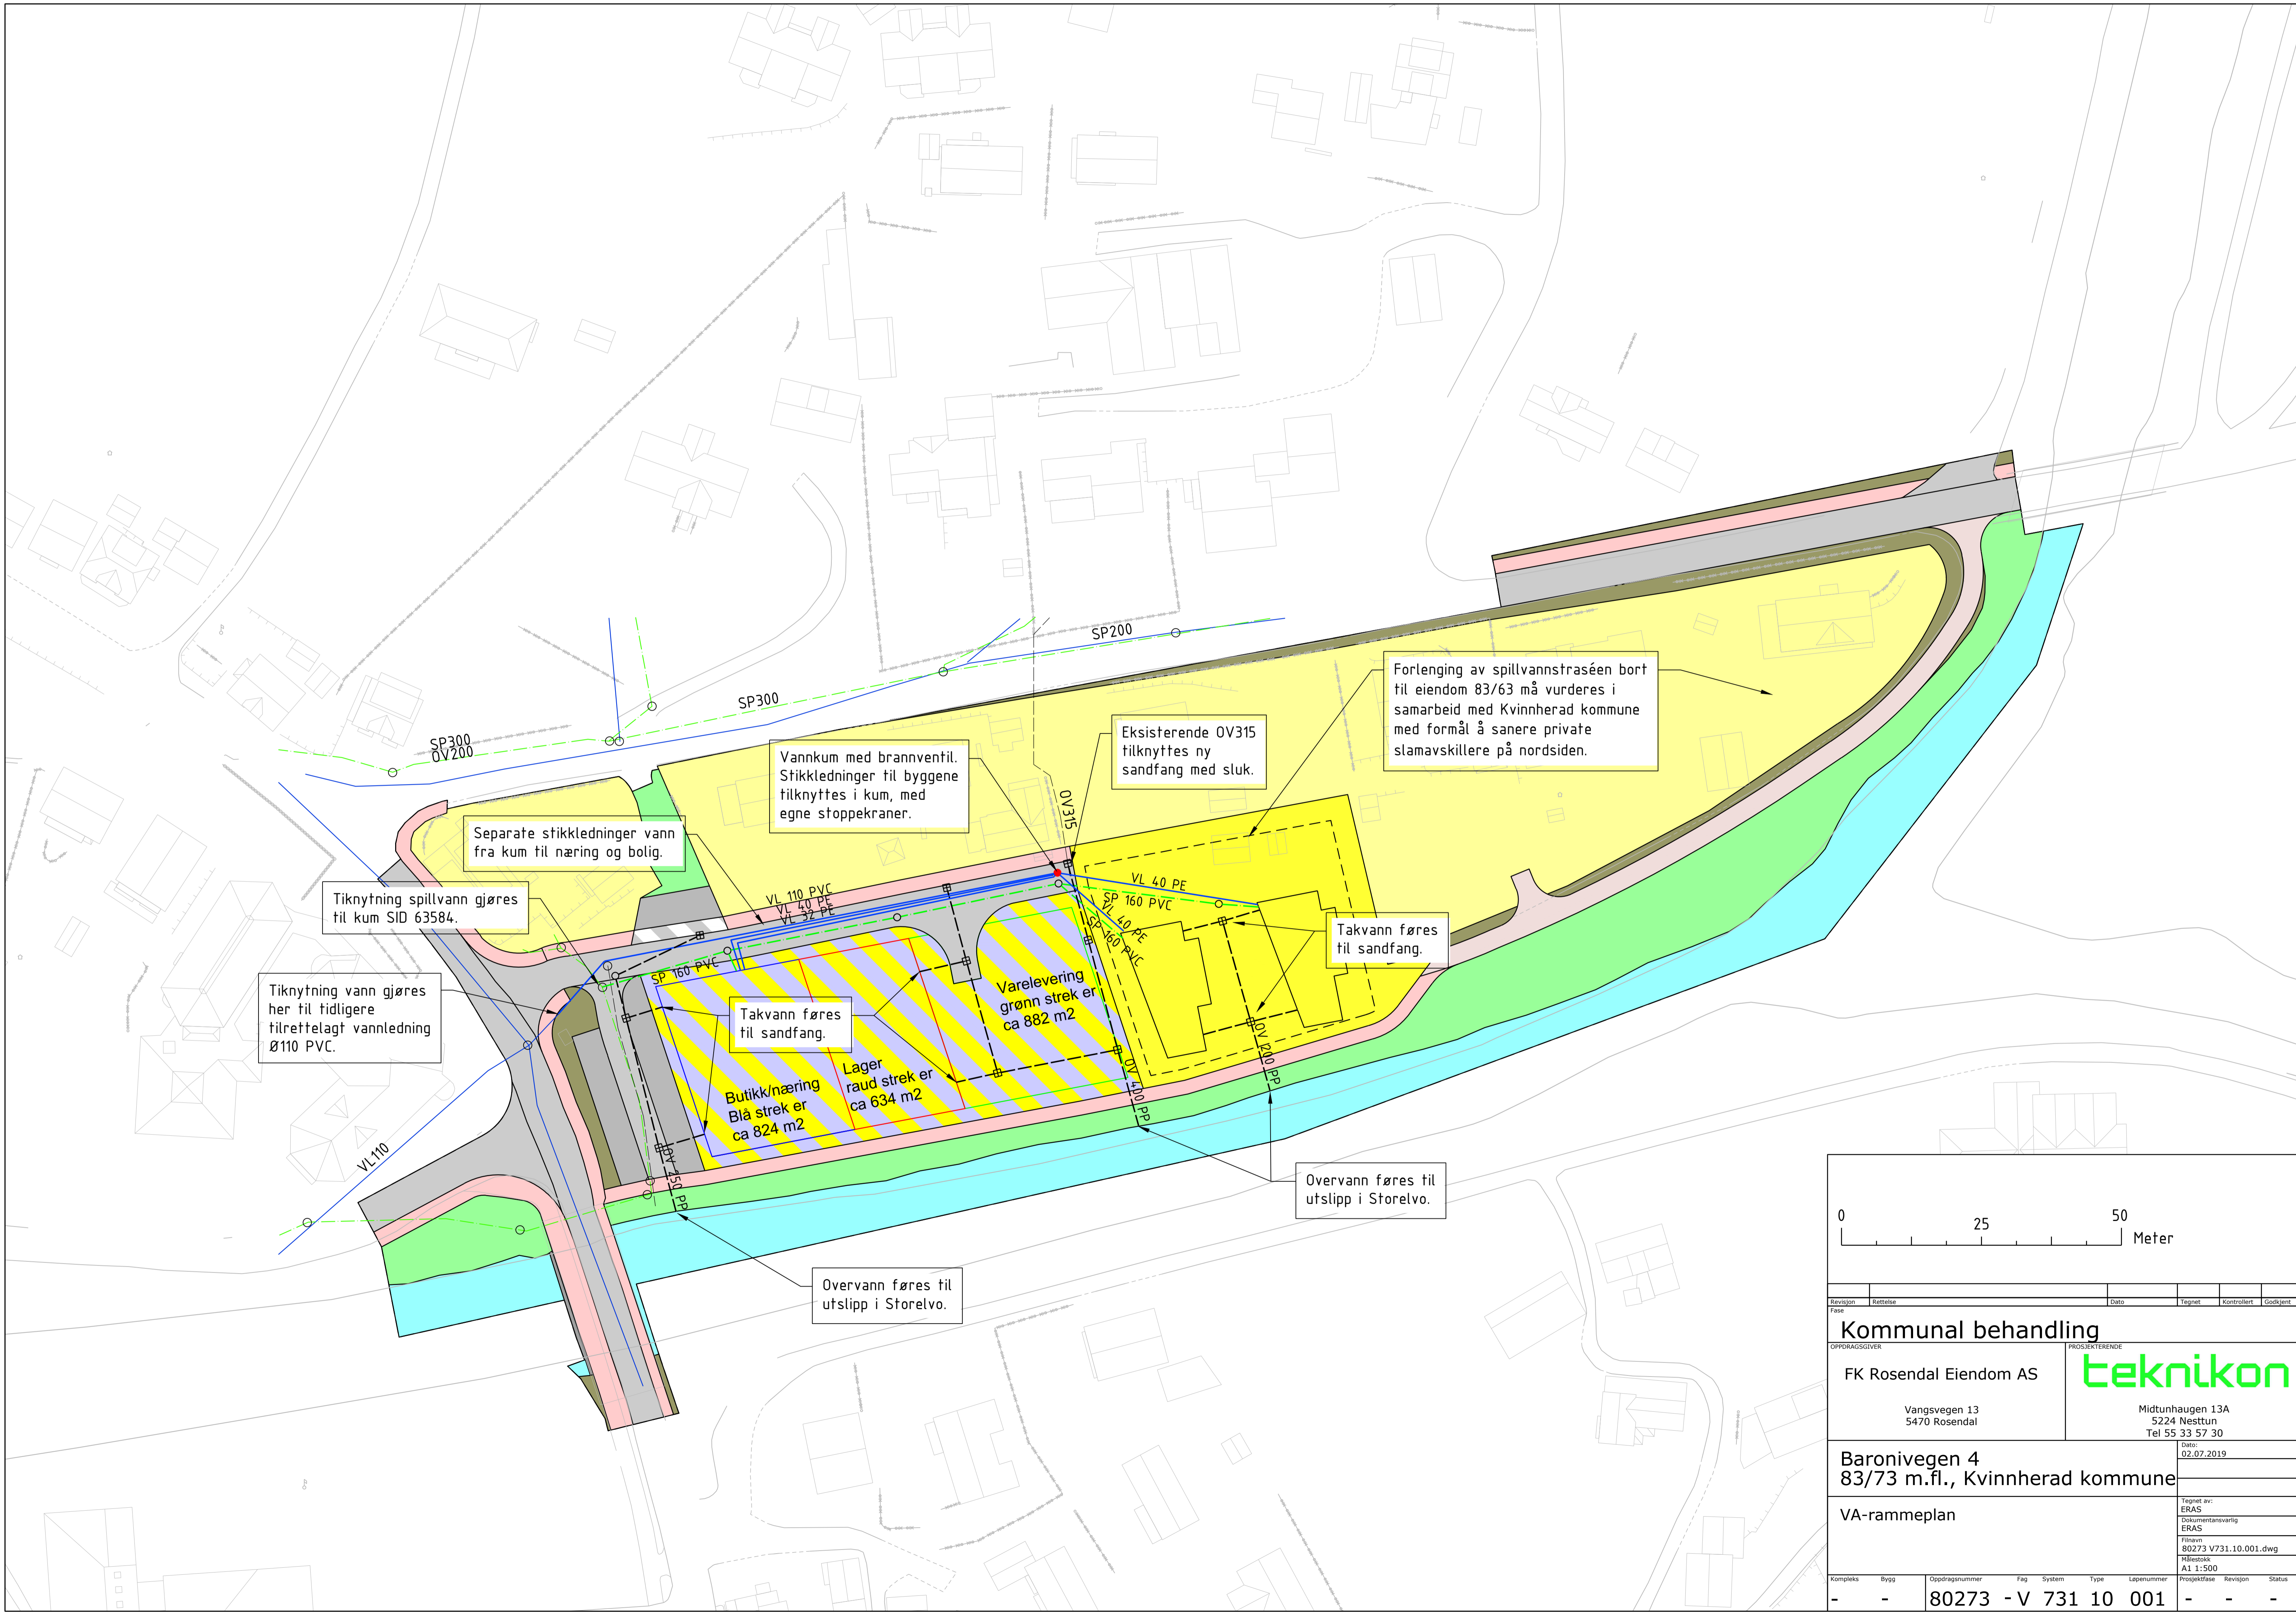 SP200
SP300
SP300
OV200
Forlenging av spillvannstraséen bort
til eiendom 83/63 må vurderes i
samarbeid med Kvinnherad kommune
med formål å sanere private
slamavskillere på nordsiden.
Eksisterende OV315
tilknyttes ny
sandfang med sluk.
Vannkum med brannventil.
Stikkledninger til byggene
tilknyttes i kum, med
egne stoppekraner.
OV315
Separate stikkledninger vann
fra kum til næring og bolig.
Tiknytning spillvann gjøres
til kum SID 63584.
VL 110 PVC
VL 40 PE
VL 32 PE
VL 40 PE
SP 160 PVC
VL 40 PE
SP 160 PVC
Takvann føres
til sandfang.
SP 160 PVC
Tiknytning vann gjøres
her til tidligere
tilrettelagt vannledning
Ø110 PVC.
Takvann føres
til sandfang.
Varelevering
grønn strek er
ca 882 m2
Lager
raud strek er
ca 634 m2
Butikk/næring
Blå strek er
ca 824 m2
OV 200 PP
OV 400 PP
OV 250 PP
VL110
Overvann føres til
utslipp i Storelvo.
Overvann føres til
utslipp i Storelvo.
0 25 50
Meter
Revisjon Rettelse Dato Tegnet Kontrollert Godkjent
Fase
Kommunal behandling
OPPDRAGSGIVER PROSJEKTERENDE
FK Rosendal Eiendom AS
Vangsvegen 13
5470 Rosendal
teknikon
Midtunhaugen 13A
5224 Nesttun
Tel 55 33 57 30
Baronivegen 4
83/73 m.fl., Kvinnherad kommune
Dato:
02.07.2019
VA-rammeplan
Tegnet av:
ERAS
Dokumentansvarlig
ERAS
Filnavn
80273 V731.10.001.dwg
Målestokk
A1 1:500
Kompleks Bygg Oppdragsnummer Fag System Type Løpenummer Prosjektfase Revisjon Status
- - 80273 - V 731 10 001 - - -